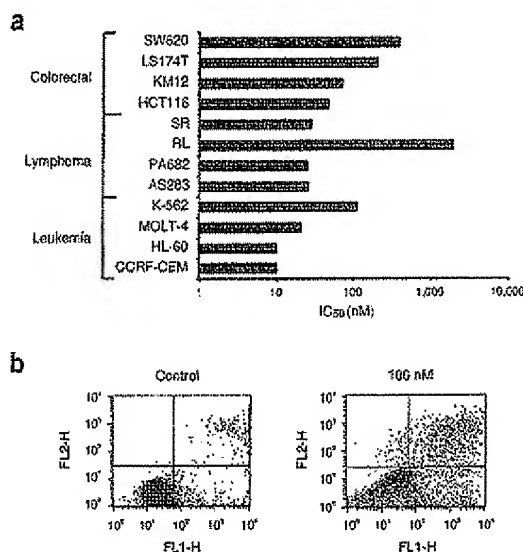 a
SW620
LS174T
KM12
HCT116
Colorectal
SR
RL
PA682
AS283
Lymphoma
K-562
MOLT-4
HL-60
CCRF-CEM
Leukemia
1 10 100 1,000 10,000
IC50 (nM)
b
Control
100 nM
FL2-H
FL1-H
FL2-H
FL1-H